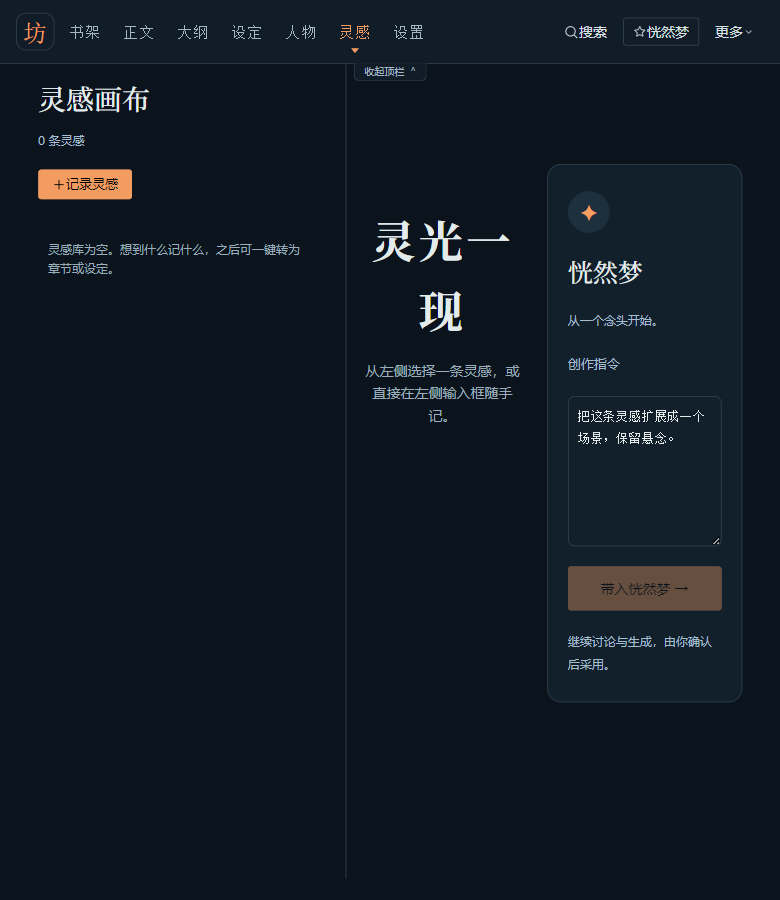 坊 书架 正文 大纲 设定 人物 灵感 设置 搜索 恍然梦 更多
收起顶栏 ^
灵感画布
0 条灵感
＋记录灵感
灵感库为空。想到什么记什么，之后可一键转为
章节或设定。
灵光一
现
从左侧选择一条灵感，或
直接在左侧输入框随手
记。
恍然梦
从一个念头开始。
创作指令
把这条灵感扩展成一个
场景，保留悬念。
带入恍然梦 →
继续讨论与生成，由你确认
后采用。